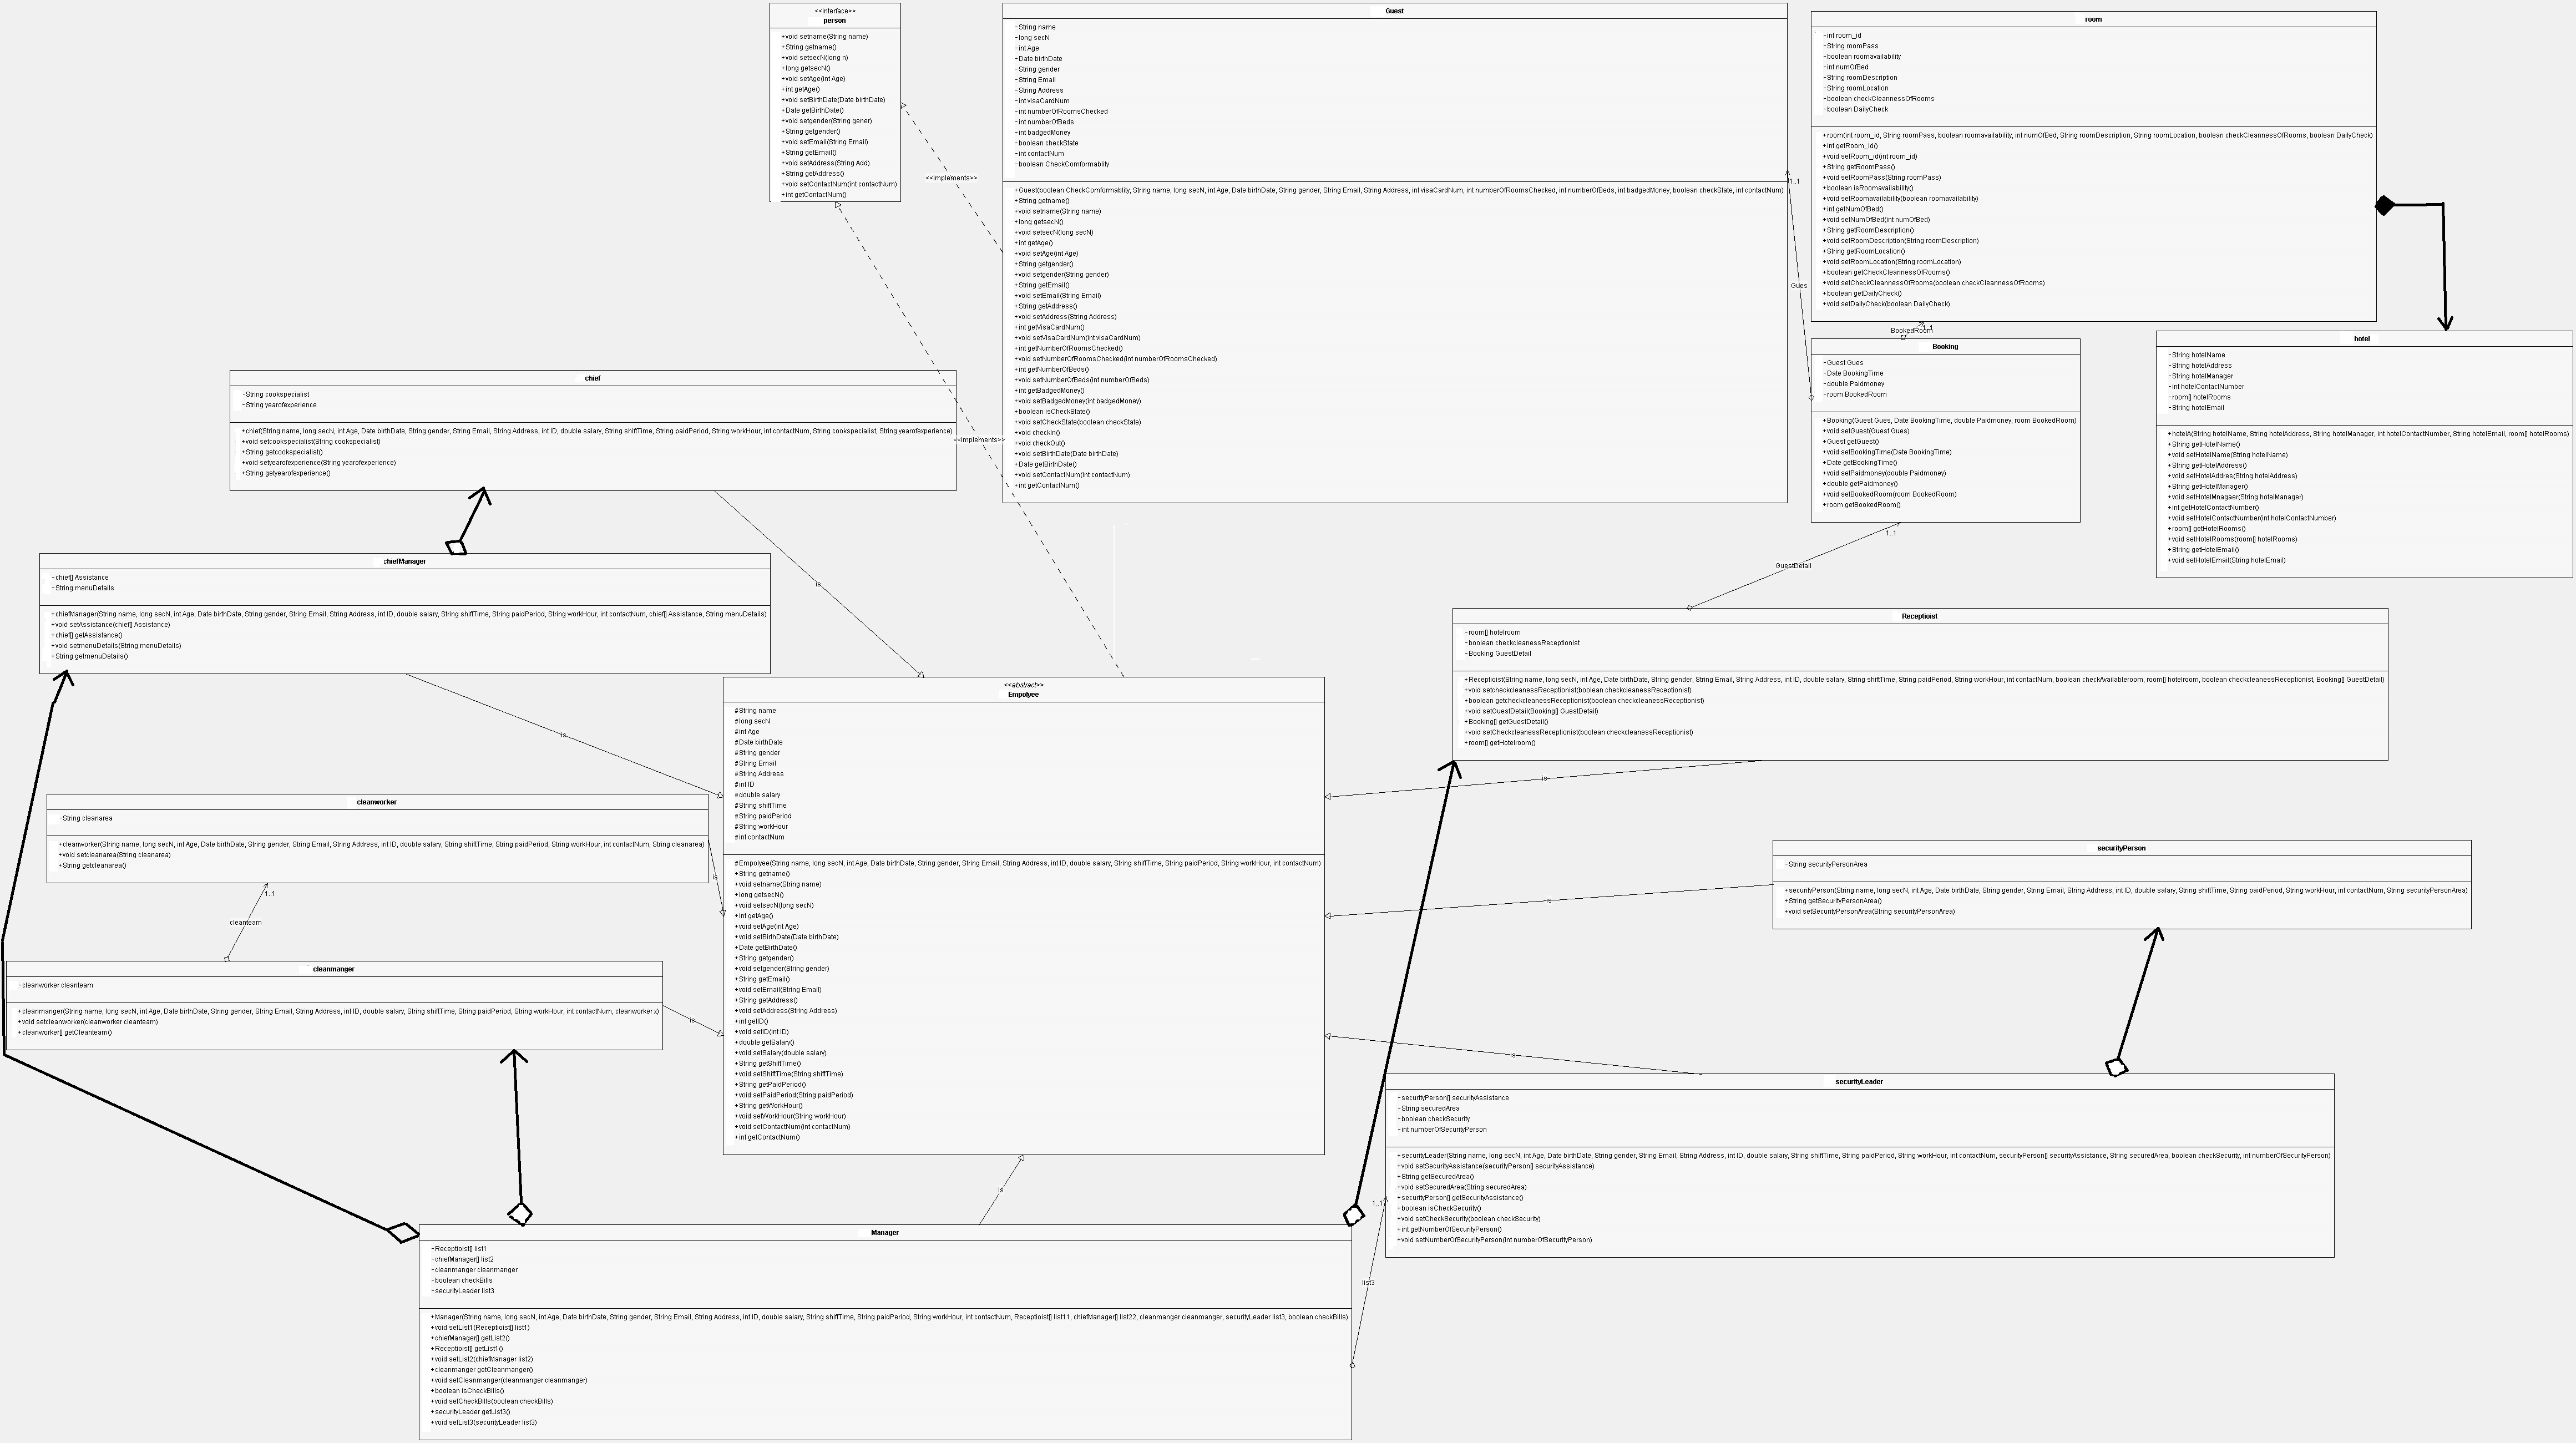 <<interface>>
person
+void setname(String name)
+String getname()
+void setsecN(long n)
+long getsecN()
+void setAge(int Age)
+int getAge()
+void setBirthDate(Date birthDate)
+Date getBirthDate()
+void setgender(String gener)
+String getgender()
+void setEmail(String Email)
+String getEmail()
+void setAddress(String Add)
+String getAddress()
+void setContactNum(int contactNum)
+int getContactNum()
Guest
-String name
-long secN
-int Age
-Date birthDate
-String gender
-String Email
-String Address
-int visaCardNum
-int numberOfRoomsChecked
-int numberOfBeds
-int badgedMoney
-boolean checkState
-int contactNum
-boolean CheckComformablity
+Guest(boolean CheckComformablity, String name, long secN, int Age, Date birthDate, String gender, String Email, String Address, int visaCardNum, int numberOfRoomsChecked, int numberOfBeds, int badgedMoney, boolean checkState, int contactNum)
+String getname()
+void setname(String name)
+long getsecN()
+void setsecN(long secN)
+int getAge()
+void setAge(int Age)
+String getgender()
+void setgender(String gender)
+String getEmail()
+void setEmail(String Email)
+String getAddress()
+void setAddress(String Address)
+int getVisaCardNum()
+void setVisaCardNum(int visaCardNum)
+int getNumberOfRoomsChecked()
+void setNumberOfRoomsChecked(int numberOfRoomsChecked)
+int getNumberOfBeds()
+void setNumberOfBeds(int numberOfBeds)
+int getBadgedMoney()
+void setBadgedMoney(int badgedMoney)
+boolean isCheckState()
+void setCheckState(boolean checkState)
+void checkIn()
+void checkOut()
+void setBirthDate(Date birthDate)
+Date getBirthDate()
+void setContactNum(int contactNum)
+int getContactNum()
room
-int room_id
-String roomPass
-boolean roomavailability
-int numOfBed
-String roomDescription
-String roomLocation
-boolean checkCleannessOfRooms
-boolean DailyCheck
+room(int room_id, String roomPass, boolean roomavailability, int numOfBed, String roomDescription, String roomLocation, boolean checkCleannessOfRooms, boolean DailyCheck)
+int getRoom_id()
+void setRoom_id(int room_id)
+String getRoomPass()
+void setRoomPass(String roomPass)
+boolean isRoomavailability()
+void setRoomavailability(boolean roomavailability)
+int getNumOfBed()
+void setNumOfBed(int numOfBed)
+String getRoomDescription()
+void setRoomDescription(String roomDescription)
+String getRoomLocation()
+void setRoomLocation(String roomLocation)
+boolean getCheckCleannessOfRooms()
+void setCheckCleannessOfRooms(boolean checkCleannessOfRooms)
+boolean getDailyCheck()
+void setDailyCheck(boolean DailyCheck)
<<implements>>
1..1
Gues
BookedRoom
1..1
Booking
-Guest Gues
-Date BookingTime
-double Paidmoney
-room BookedRoom
+Booking(Guest Gues, Date BookingTime, double Paidmoney, room BookedRoom)
+void setGuest(Guest Gues)
+Guest getGuest()
+void setBookingTime(Date BookingTime)
+Date getBookingTime()
+void setPaidmoney(double Paidmoney)
+double getPaidmoney()
+void setBookedRoom(room BookedRoom)
+room getBookedRoom()
hotel
-String hotelName
-String hotelAddress
-String hotelManager
-int hotelContactNumber
-room[] hotelRooms
-String hotelEmail
+hotelA(String hotelName, String hotelAddress, String hotelManager, int hotelContactNumber, String hotelEmail, room[] hotelRooms)
+String getHotelName()
+void setHotelName(String hotelName)
+String getHotelAddress()
+void setHotelAddres(String hotelAddress)
+String getHotelManager()
+void setHotelMnagaer(String hotelManager)
+int getHotelContactNumber()
+void setHotelContactNumber(int hotelContactNumber)
+room[] getHotelRooms()
+void setHotelRooms(room[] hotelRooms)
+String getHotelEmail()
+void setHotelEmail(String hotelEmail)
chief
-String cookspecialist
-String yearofexperience
+chief(String name, long secN, int Age, Date birthDate, String gender, String Email, String Address, int ID, double salary, String shiftTime, String paidPeriod, String workHour, int contactNum, String cookspecialist, String yearofexperience)
+void setcookspecialist(String cookspecialist)
+String getcookspecialist()
+void setyearofexperience(String yearofexperience)
+String getyearofexperience()
<<implements>>
1..1
GuestDetail
chiefManager
-chief[] Assistance
-String menuDetails
+chiefManager(String name, long secN, int Age, Date birthDate, String gender, String Email, String Address, int ID, double salary, String shiftTime, String paidPeriod, String workHour, int contactNum, chief[] Assistance, String menuDetails)
+void setAssistance(chief[] Assistance)
+chief[] getAssistance()
+void setmenuDetails(String menuDetails)
+String getmenuDetails()
is
is
Receptioist
-room[] hotelroom
-boolean checkcleanessReceptionist
-Booking GuestDetail
+Receptioist(String name, long secN, int Age, Date birthDate, String gender, String Email, String Address, int ID, double salary, String shiftTime, String paidPeriod, String workHour, int contactNum, boolean checkAvailableroom, room[] hotelroom, boolean checkcleanessReceptionist, Booking[] GuestDetail)
+void setcheckcleanessReceptionist(boolean checkcleanessReceptionist)
+boolean getcheckcleanessReceptionist(boolean checkcleanessReceptionist)
+void setGuestDetail(Booking[] GuestDetail)
+Booking[] getGuestDetail()
+void setCheckcleanessReceptionist(boolean checkcleanessReceptionist)
+room[] getHotelroom()
<<abstract>>
Empolyee
#String name
#long secN
#int Age
#Date birthDate
#String gender
#String Email
#String Address
#int ID
#double salary
#String shiftTime
#String paidPeriod
#String workHour
#int contactNum
#Empolyee(String name, long secN, int Age, Date birthDate, String gender, String Email, String Address, int ID, double salary, String shiftTime, String paidPeriod, String workHour, int contactNum)
+String getname()
+void setname(String name)
+long getsecN()
+void setsecN(long secN)
+int getAge()
+void setAge(int Age)
+void setBirthDate(Date birthDate)
+Date getBirthDate()
+String getgender()
+void setgender(String gender)
+String getEmail()
+void setEmail(String Email)
+String getAddress()
+void setAddress(String Address)
+int getID()
+void setID(int ID)
+double getSalary()
+void setSalary(double salary)
+String getShiftTime()
+void setShiftTime(String shiftTime)
+String getPaidPeriod()
+void setPaidPeriod(String paidPeriod)
+String getWorkHour()
+void setWorkHour(String workHour)
+void setContactNum(int contactNum)
+int getContactNum()
cleanworker
-String cleanarea
+cleanworker(String name, long secN, int Age, Date birthDate, String gender, String Email, String Address, int ID, double salary, String shiftTime, String paidPeriod, String workHour, int contactNum, String cleanarea)
+void setcleanarea(String cleanarea)
+String getcleanarea()
is
is
1..1
cleanteam
securityPerson
-String securityPersonArea
+securityPerson(String name, long secN, int Age, Date birthDate, String gender, String Email, String Address, int ID, double salary, String shiftTime, String paidPeriod, String workHour, int contactNum, String securityPersonArea)
+String getSecurityPersonArea()
+void setSecurityPersonArea(String securityPersonArea)
is
cleanmanger
-cleanworker cleanteam
+cleanmanger(String name, long secN, int Age, Date birthDate, String gender, String Email, String Address, int ID, double salary, String shiftTime, String paidPeriod, String workHour, int contactNum, cleanworker x)
+void setcleanworker(cleanworker cleanteam)
+cleanworker[] getCleanteam()
is
is
securityLeader
-securityPerson[] securityAssistance
-String securedArea
-boolean checkSecurity
-int numberOfSecurityPerson
+securityLeader(String name, long secN, int Age, Date birthDate, String gender, String Email, String Address, int ID, double salary, String shiftTime, String paidPeriod, String workHour, int contactNum, securityPerson[] securityAssistance, String securedArea, boolean checkSecurity, int numberOfSecurityPerson)
+void setSecurityAssistance(securityPerson[] securityAssistance)
+String getSecuredArea()
+void setSecuredArea(String securedArea)
+securityPerson[] getSecurityAssistance()
+boolean isCheckSecurity()
+void setCheckSecurity(boolean checkSecurity)
+int getNumberOfSecurityPerson()
+void setNumberOfSecurityPerson(int numberOfSecurityPerson)
is
1..1
list3
Manager
-Receptioist[] list1
-chiefManager[] list2
-cleanmanger cleanmanger
-boolean checkBills
-securityLeader list3
+Manager(String name, long secN, int Age, Date birthDate, String gender, String Email, String Address, int ID, double salary, String shiftTime, String paidPeriod, String workHour, int contactNum, Receptioist[] list11, chiefManager[] list22, cleanmanger cleanmanger, securityLeader list3, boolean checkBills)
+void setList1(Receptioist[] list1)
+chiefManager[] getList2()
+Receptioist[] getList1()
+void setList2(chiefManager list2)
+cleanmanger getCleanmanger()
+void setCleanmanger(cleanmanger cleanmanger)
+boolean isCheckBills()
+void setCheckBills(boolean checkBills)
+securityLeader getList3()
+void setList3(securityLeader list3)